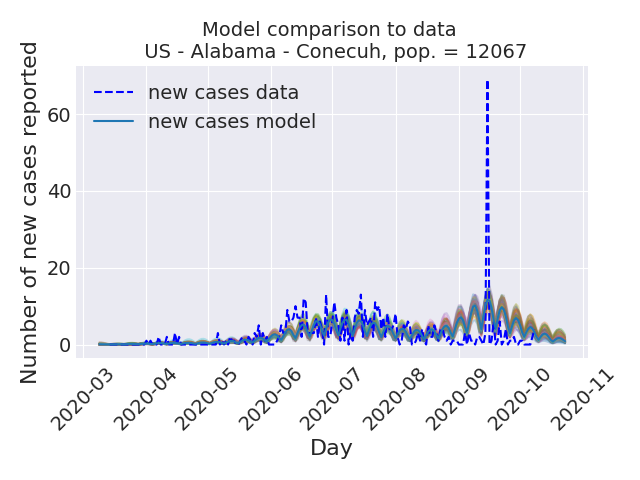 Model comparison to data
US - Alabama - Conecuh, pop. = 12067
Number of new cases reported
60
40
20
0
new cases data
new cases model
2020-03
2020-04
2020-05
2020-06
2020-07
2020-08
2020-09
2020-10
2020-11
Day